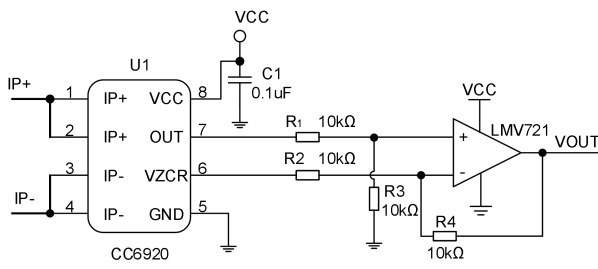 VCC
U1
IP+
1
IP+
VCC
8
C1
0.1uF
VCC
2
IP+
OUT
7
R1 10kΩ
+
LMV721
VOUT
3
IP-
VZCR
6
R2 10kΩ
-
IP-
4
IP-
GND
5
R3
10kΩ
R4
10kΩ
CC6920